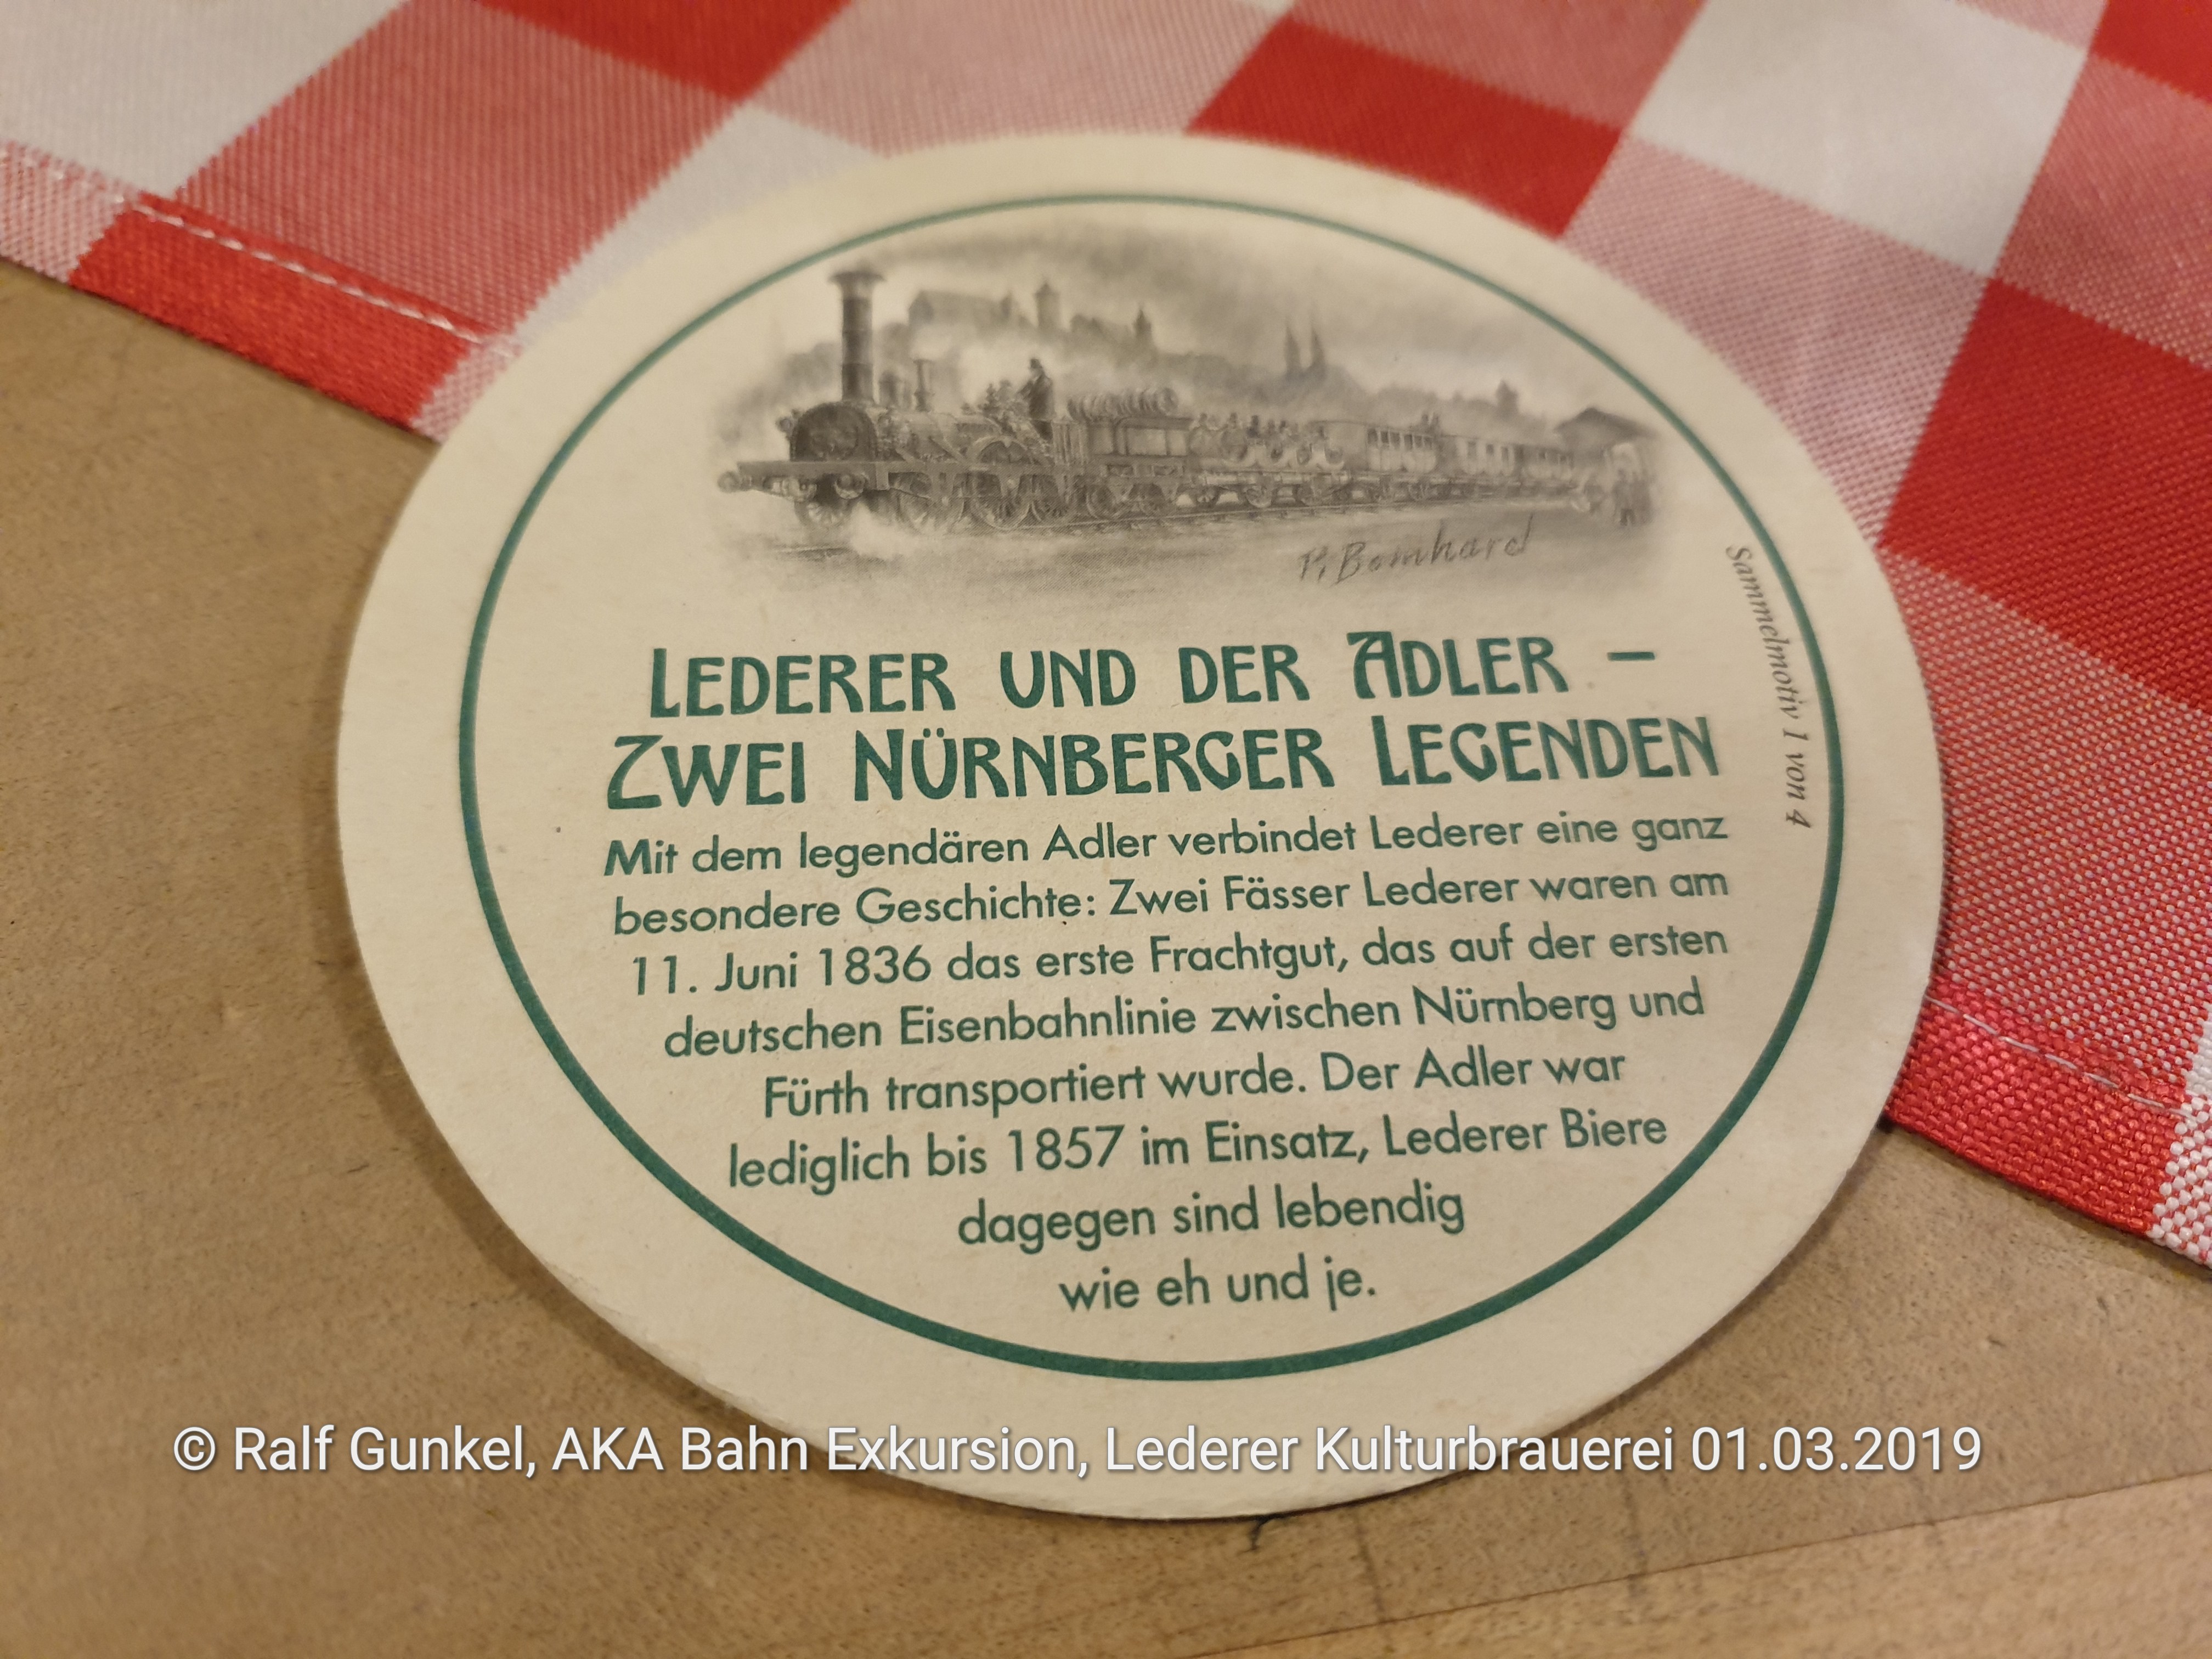 P. Bomhard
LEDERER UND DER ADLER –
ZWEI NÜRNBERGER LEGENDEN
Mit dem legendären Adler verbindet Lederer eine ganz
besondere Geschichte: Zwei Fässer Lederer waren am
11. Juni 1836 das erste Frachtgut, das auf der ersten
deutschen Eisenbahnlinie zwischen Nürnberg und
Fürth transportiert wurde. Der Adler war
lediglich bis 1857 im Einsatz, Lederer Biere
dagegen sind lebendig
wie eh und je.
Sammelmotiv 1 von 4
© Ralf Gunkel, AKA Bahn Exkursion, Lederer Kulturbrauerei 01.03.2019